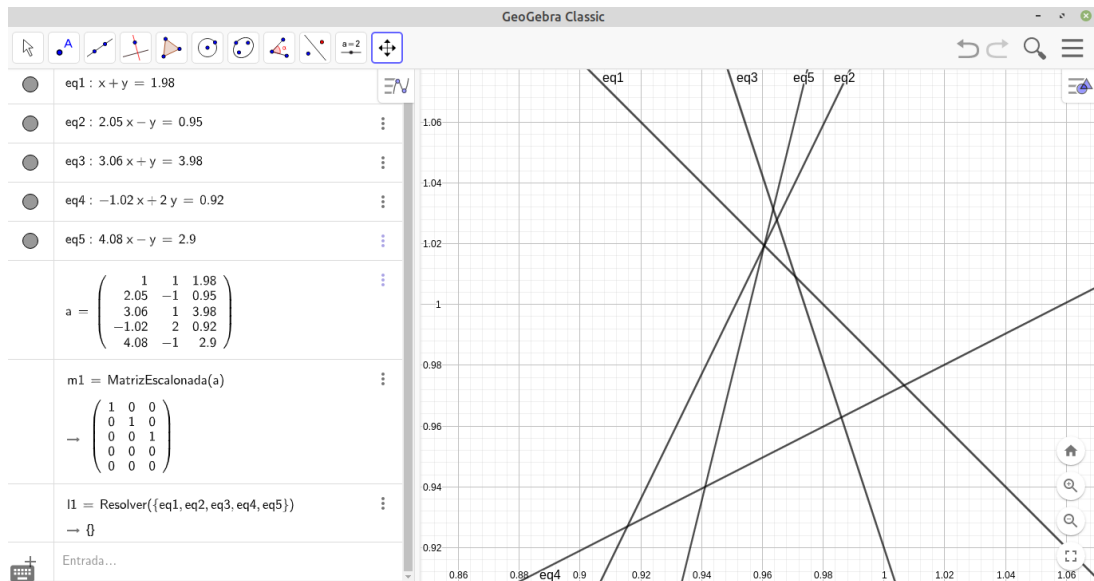 GeoGebra Classic
A
a=2
eq1 : x + y = 1.98
eq2 : 2.05 x − y = 0.95
eq3 : 3.06 x + y = 3.98
eq4 : −1.02 x + 2 y = 0.92
eq5 : 4.08 x − y = 2.9
a =
1 1 1.98
2.05 −1 0.95
3.06 1 3.98
−1.02 2 0.92
4.08 −1 2.9
m1 = MatrizEscalonada(a)
→
1 0 0
0 1 0
0 0 1
0 0 0
0 0 0
l1 = Resolver({eq1, eq2, eq3, eq4, eq5})
→ {}
Entrada…
eq1 eq3 eq5 eq2
1.06
1.04
1.02
1
0.98
0.96
0.94
0.92
0.86 0.88 eq4 0.9 0.92 0.94 0.96 0.98 1 1.02 1.04 1.06